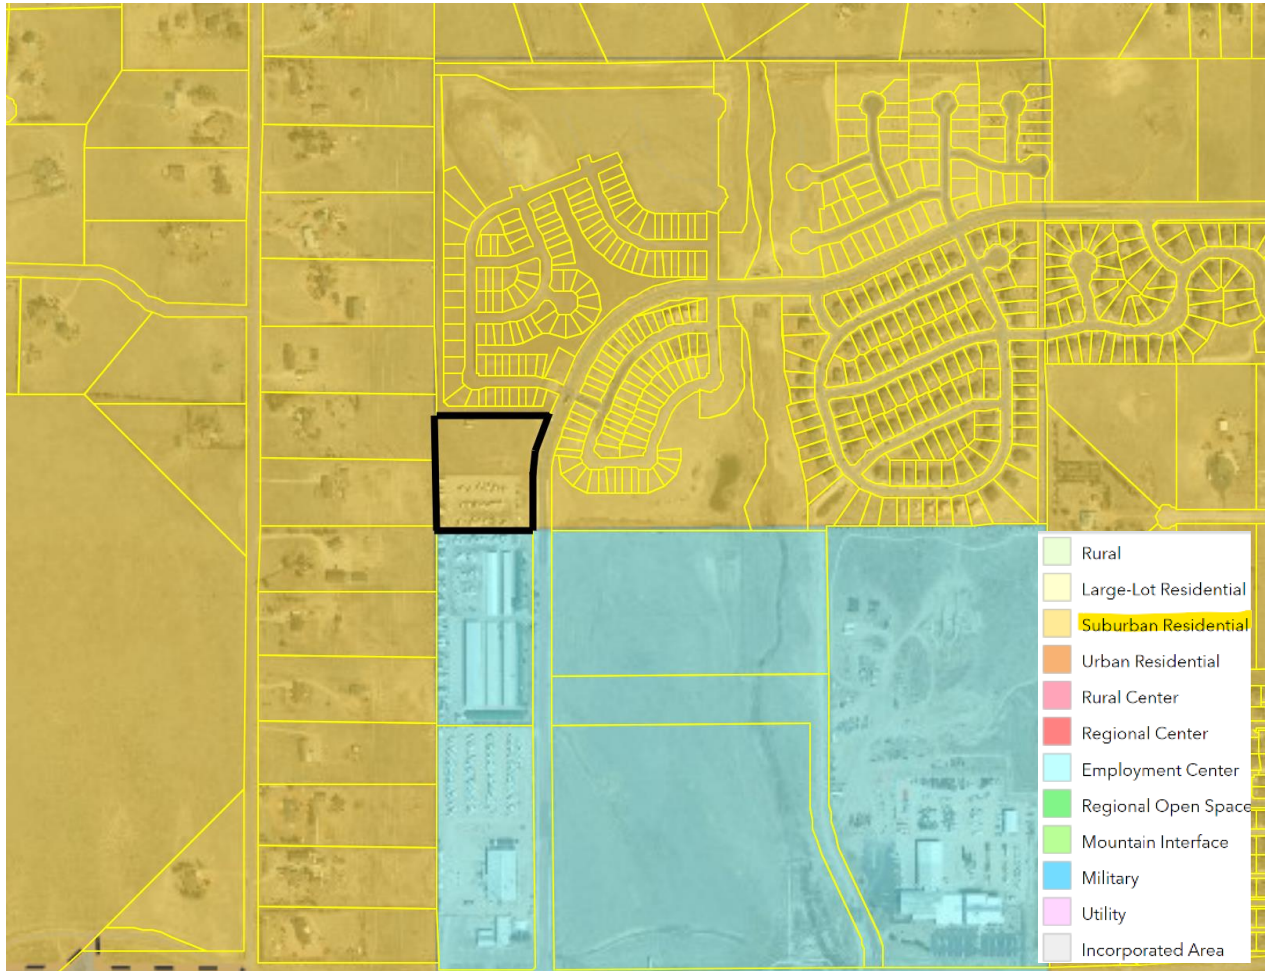 Rural
Large-Lot Residential
Suburban Residential
Urban Residential
Rural Center
Regional Center
Employment Center
Regional Open Space
Mountain Interface
Military
Utility
Incorporated Area